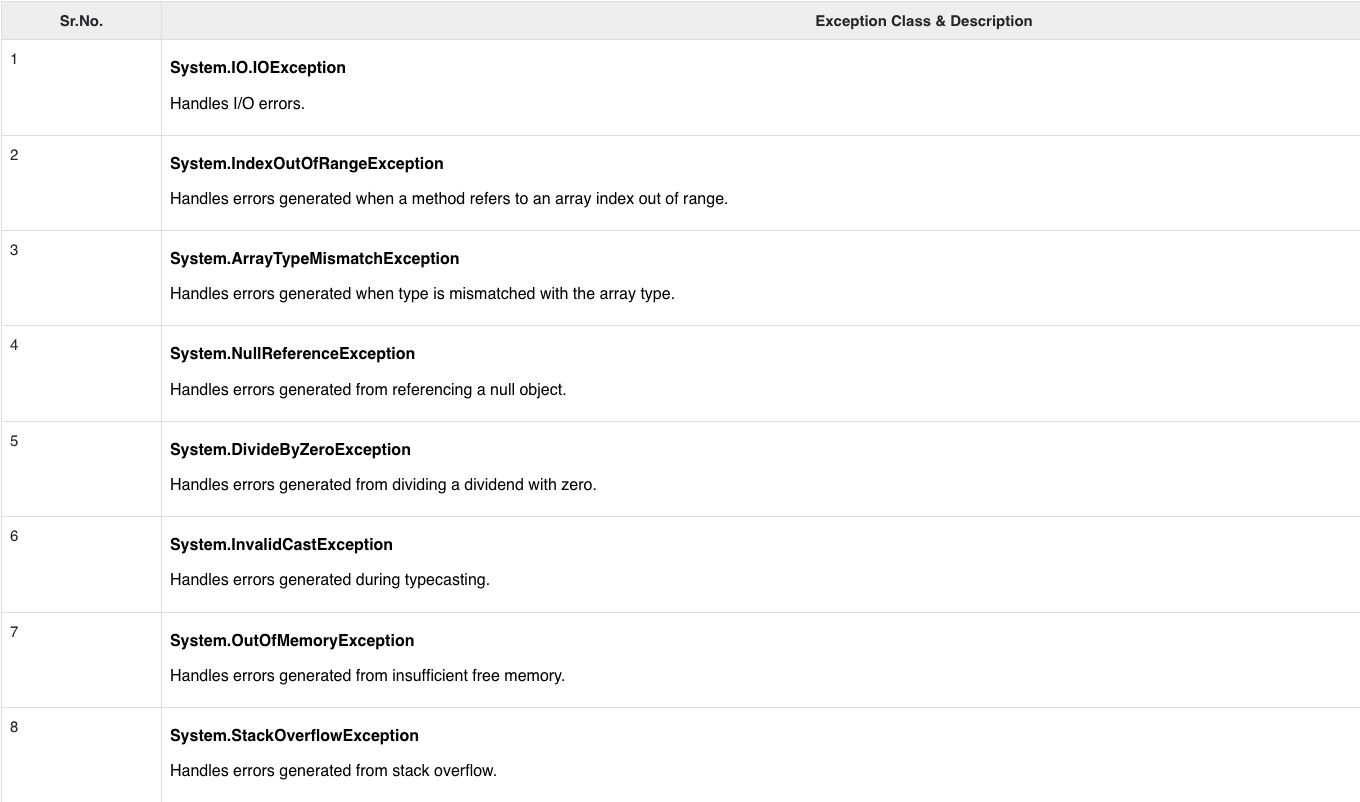 Sr.No. Exception Class & Description
1
System.IO.IOException
Handles I/O errors.
2
System.IndexOutOfRangeException
Handles errors generated when a method refers to an array index out of range.
3
System.ArrayTypeMismatchException
Handles errors generated when type is mismatched with the array type.
4
System.NullReferenceException
Handles errors generated from referencing a null object.
5
System.DivideByZeroException
Handles errors generated from dividing a dividend with zero.
6
System.InvalidCastException
Handles errors generated during typecasting.
7
System.OutOfMemoryException
Handles errors generated from insufficient free memory.
8
System.StackOverflowException
Handles errors generated from stack overflow.